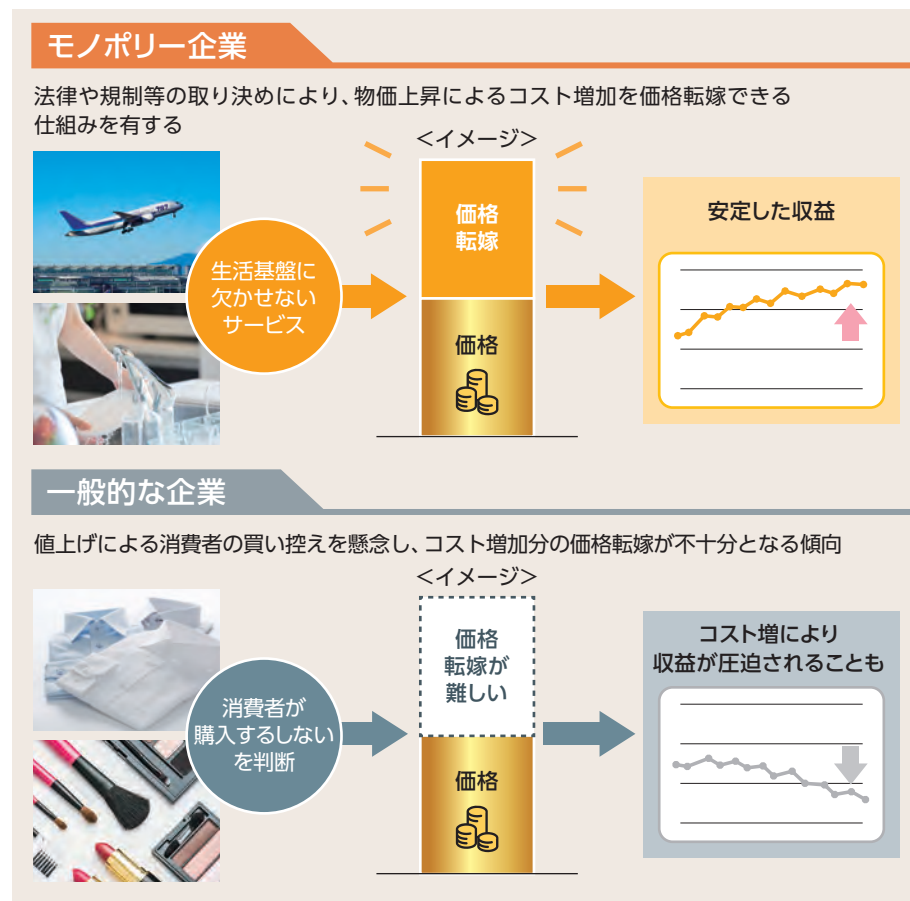 モノポリー企業
法律や規制等の取り決めにより、物価上昇によるコスト増加を価格転嫁できる
仕組みを有する
＜イメージ＞
生活基盤に
欠かせない
サービス
価格
転嫁
価格
安定した収益
一般的な企業
値上げによる消費者の買い控えを懸念し、コスト増加分の価格転嫁が不十分となる傾向
＜イメージ＞
消費者が
購入するしない
を判断
価格
転嫁が
難しい
価格
コスト増により
収益が圧迫されることも